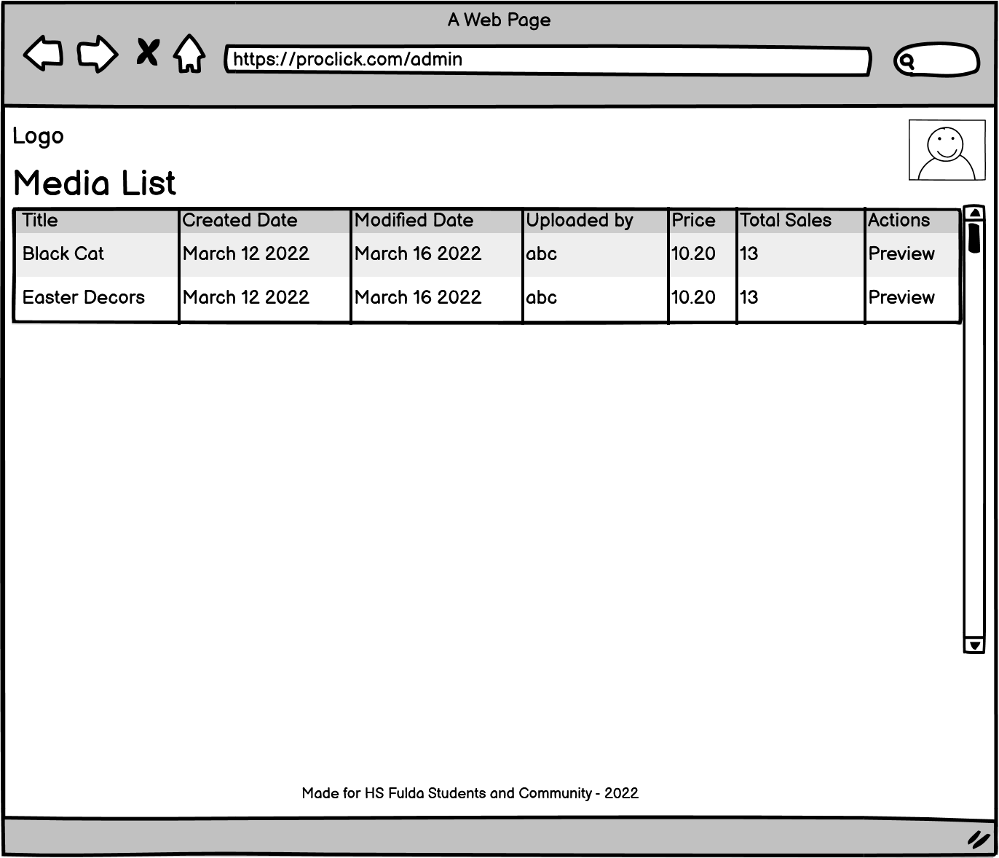 A Web Page
https://proclick.com/admin
Logo
Media List
Title Created Date Modified Date Uploaded by Price Total Sales Actions
Black Cat March 12 2022 March 16 2022 abc 10.20 13 Preview
Easter Decors March 12 2022 March 16 2022 abc 10.20 13 Preview
Made for HS Fulda Students and Community - 2022